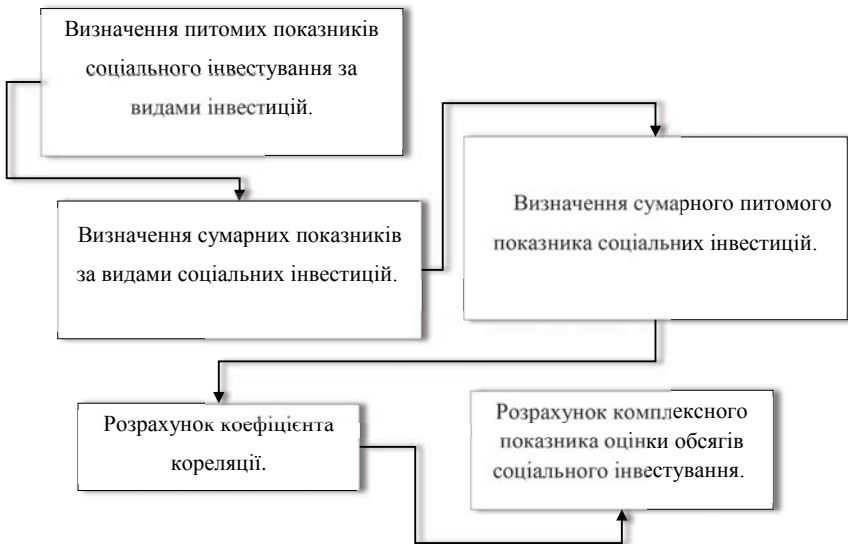 Визначення питомих показників
соціального інвестування за
видами інвестицій.
Визначення сумарних показників
за видами соціальних інвестицій.
Визначення сумарного питомого
показника соціальних інвестицій.
Розрахунок коефіцієнта
кореляції.
Розрахунок комплексного
показника оцінки обсягів
соціального інвестування.